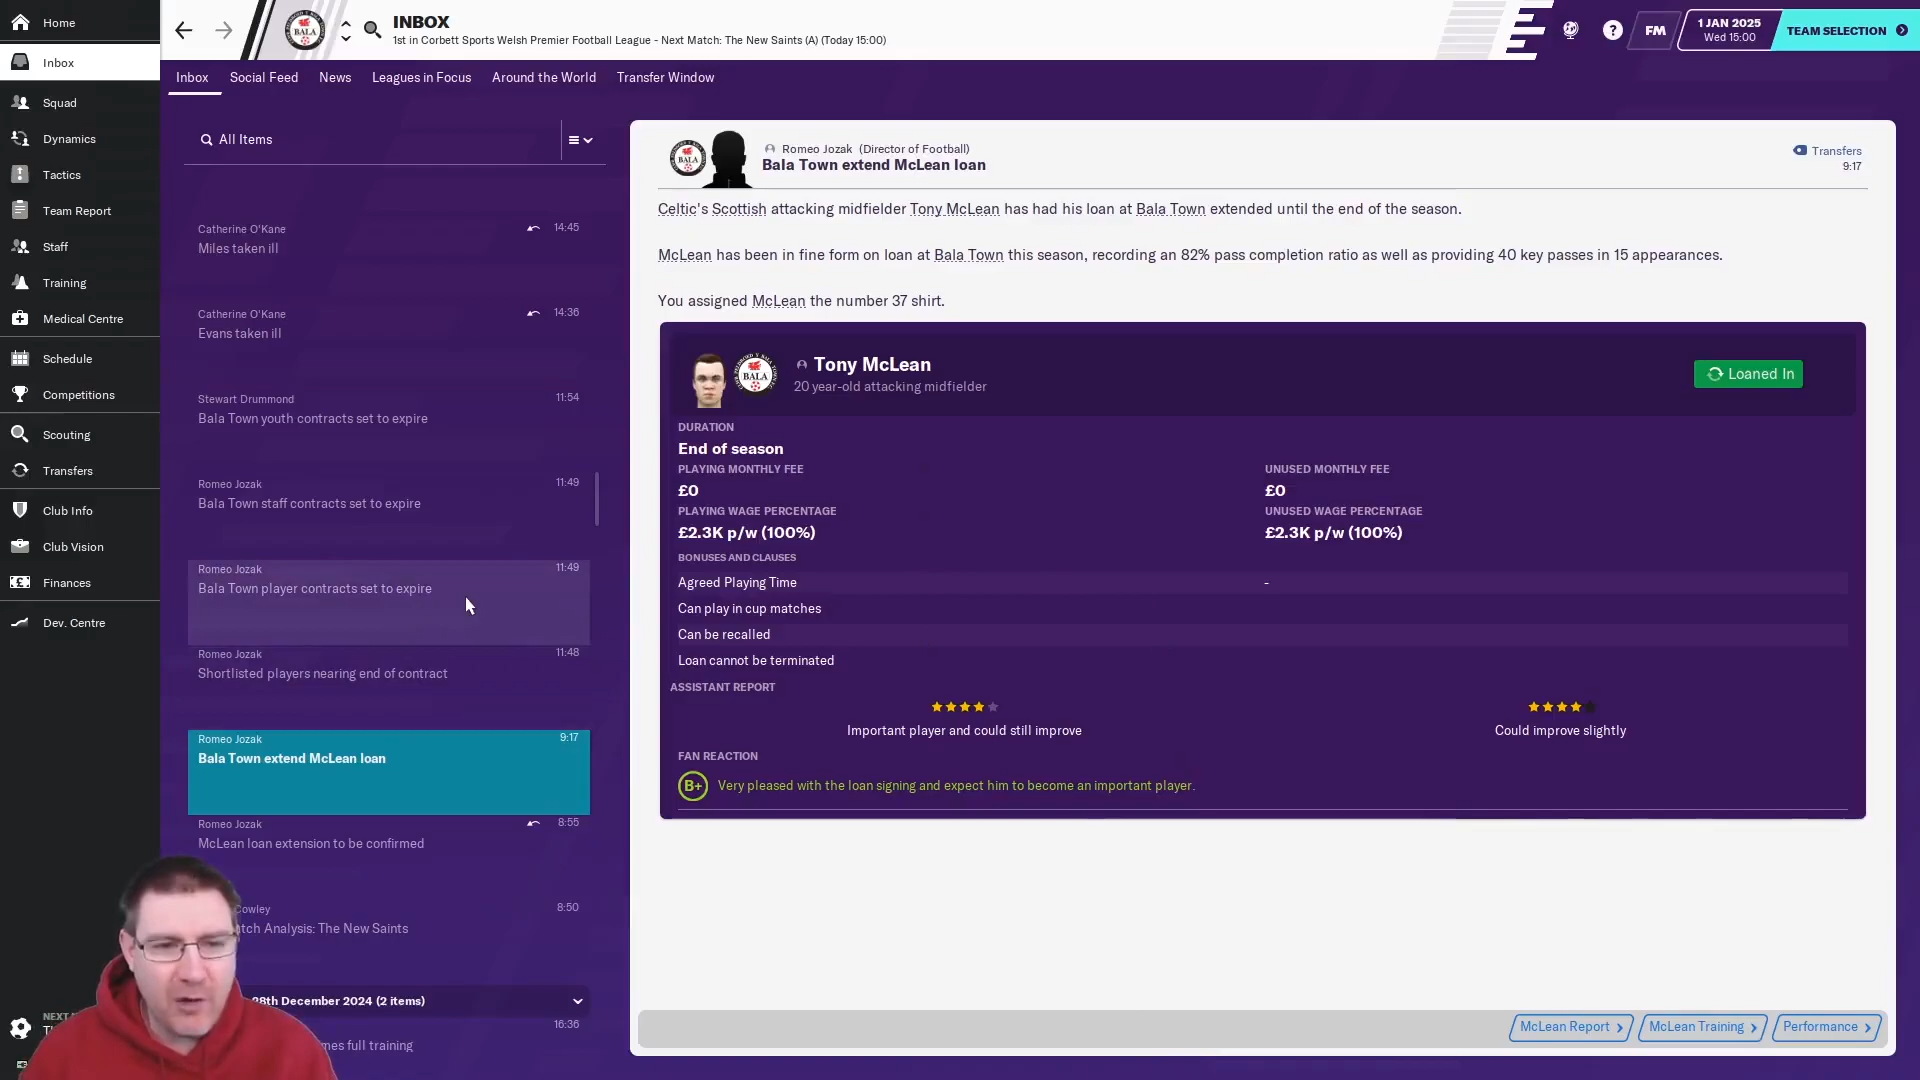 Home
INBOX
1st in Corbett Sports Welsh Premier Football League - Next Match: The New Saints (A) (Today 15:00)
FM
1 JAN 2025
Wed 15:00
TEAM SELECTION
Inbox
Inbox
Social Feed
News
Leagues in Focus
Around the World
Transfer Window
Squad
Dynamics
Tactics
Team Report
Staff
Training
Medical Centre
Schedule
Competitions
Scouting
Transfers
Club Info
Club Vision
Finances
Dev. Centre
All Items
Catherine O'Kane 14:45
Miles taken ill
Catherine O'Kane 14:36
Evans taken ill
Stewart Drummond 11:54
Bala Town youth contracts set to expire
Romeo Jozak 11:49
Bala Town staff contracts set to expire
Romeo Jozak 11:49
Bala Town player contracts set to expire
Romeo Jozak 11:48
Shortlisted players nearing end of contract
Romeo Jozak 9:17
Bala Town extend McLean loan
Romeo Jozak 8:55
McLean loan extension to be confirmed
Cowley 8:50
Analysis: The New Saints
28th December 2024 (2 items)
16:36
full training
NEXT
BALA
Romeo Jozak (Director of Football)
Bala Town extend McLean loan
Transfers
9:17
Celtic's Scottish attacking midfielder Tony McLean has had his loan at Bala Town extended until the end of the season.
McLean has been in fine form on loan at Bala Town this season, recording an 82% pass completion ratio as well as providing 40 key passes in 15 appearances.
You assigned McLean the number 37 shirt.
BALA
Tony McLean
20 year-old attacking midfielder
Loaned In
DURATION
End of season
PLAYING MONTHLY FEE UNUSED MONTHLY FEE
£0 £0
PLAYING WAGE PERCENTAGE UNUSED WAGE PERCENTAGE
£2.3K p/w (100%) £2.3K p/w (100%)
BONUSES AND CLAUSES
Agreed Playing Time -
Can play in cup matches
Can be recalled
Loan cannot be terminated
ASSISTANT REPORT
Important player and could still improve Could improve slightly
FAN REACTION
B+ Very pleased with the loan signing and expect him to become an important player.
McLean Report
McLean Training
Performance